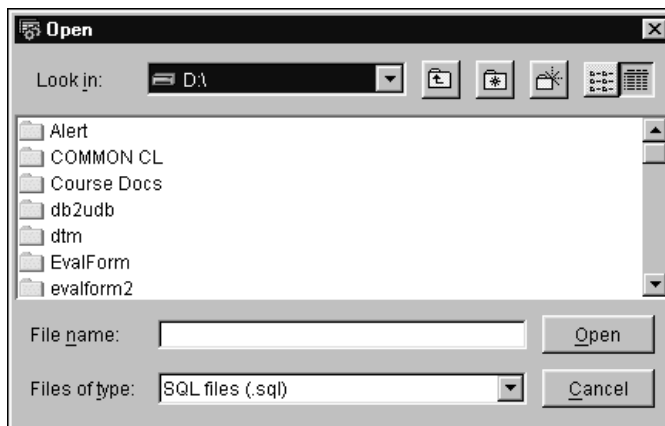 Open
Look in: D:\
Alert
COMMON CL
Course Docs
db2udb
dtm
EvalForm
evalform2
File name: Open
Files of type: SQL files (.sql) Cancel